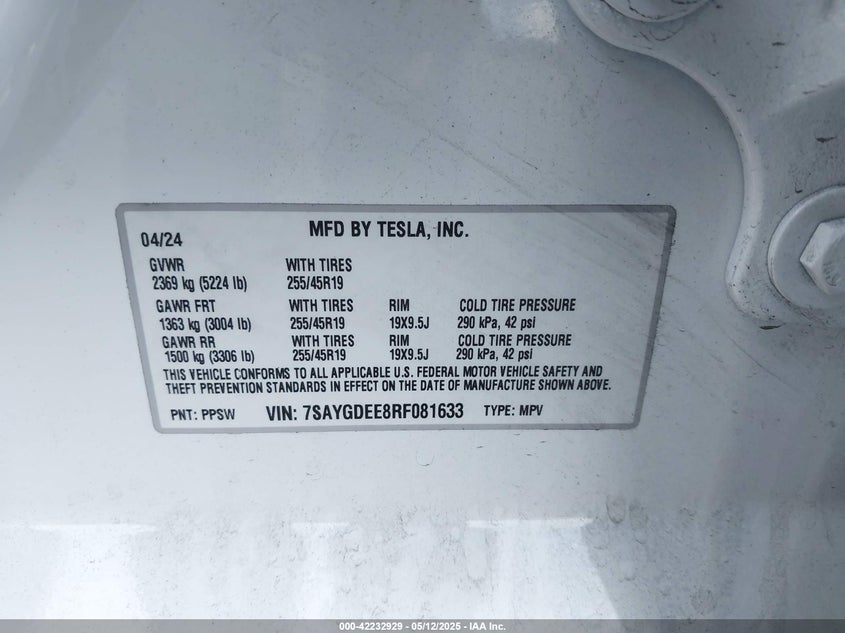 MFD BY TESLA, INC.
04/24
GVWR WITH TIRES
2369 kg (5224 lb) 255/45R19
GAWR FRT WITH TIRES RIM COLD TIRE PRESSURE
1363 kg (3004 lb) 255/45R19 19X9.5J 290 kPa, 42 psi
GAWR RR WITH TIRES RIM COLD TIRE PRESSURE
1500 kg (3306 lb) 255/45R19 19X9.5J 290 kPa, 42 psi
THIS VEHICLE CONFORMS TO ALL APPLICABLE U.S. FEDERAL MOTOR VEHICLE SAFETY AND
THEFT PREVENTION STANDARDS IN EFFECT ON THE DATE OF MANUFACTURE SHOWN ABOVE.
PNT: PPSW VIN: 7SAYGDEE8RF081633 TYPE: MPV
000-42232929 - 05/12/2025 - IAA Inc.